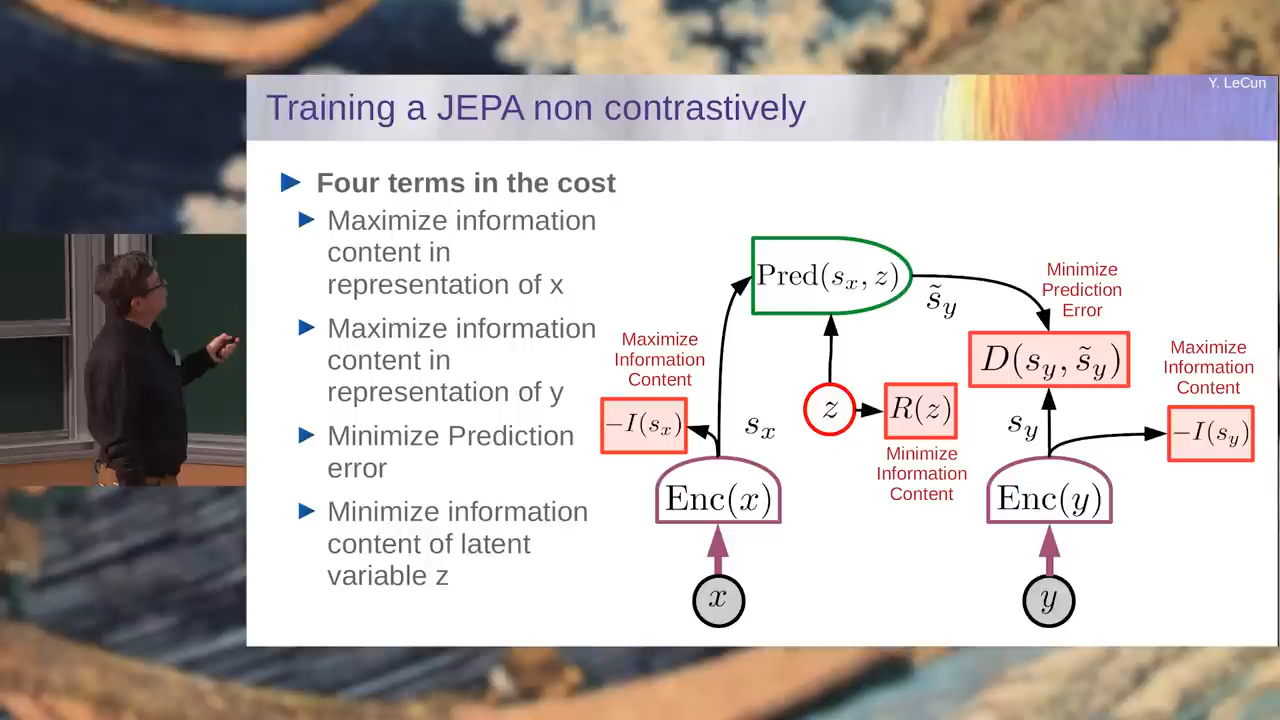 Y. LeCun
Training a JEPA non contrastively
Four terms in the cost
Maximize information
content in
representation of x
Maximize information
content in
representation of y
Minimize Prediction
error
Minimize information
content of latent
variable z
Pred(s_x, z)
s̃_y
Minimize
Prediction
Error
D(s_y, s̃_y)
Maximize
Information
Content
−I(s_x)
s_x
z
R(z)
Minimize
Information
Content
s_y
Maximize
Information
Content
−I(s_y)
Enc(x)
Enc(y)
x
y